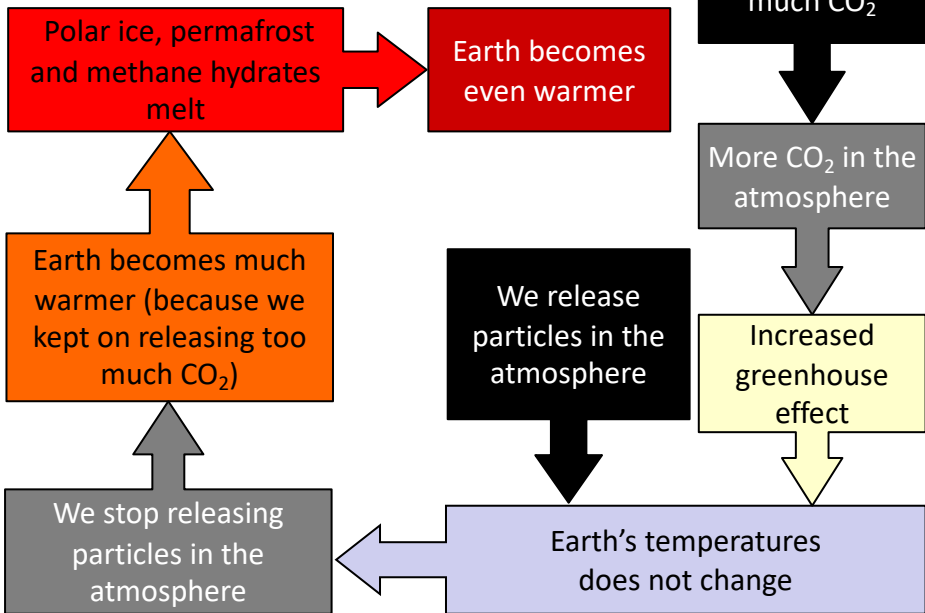 much CO₂
More CO₂ in the
atmosphere
Increased
greenhouse
effect
We release
particles in the
atmosphere
Earth’s temperatures
does not change
We stop releasing
particles in the
atmosphere
Earth becomes much
warmer (because we
kept on releasing too
much CO₂)
Polar ice, permafrost
and methane hydrates
melt
Earth becomes
even warmer